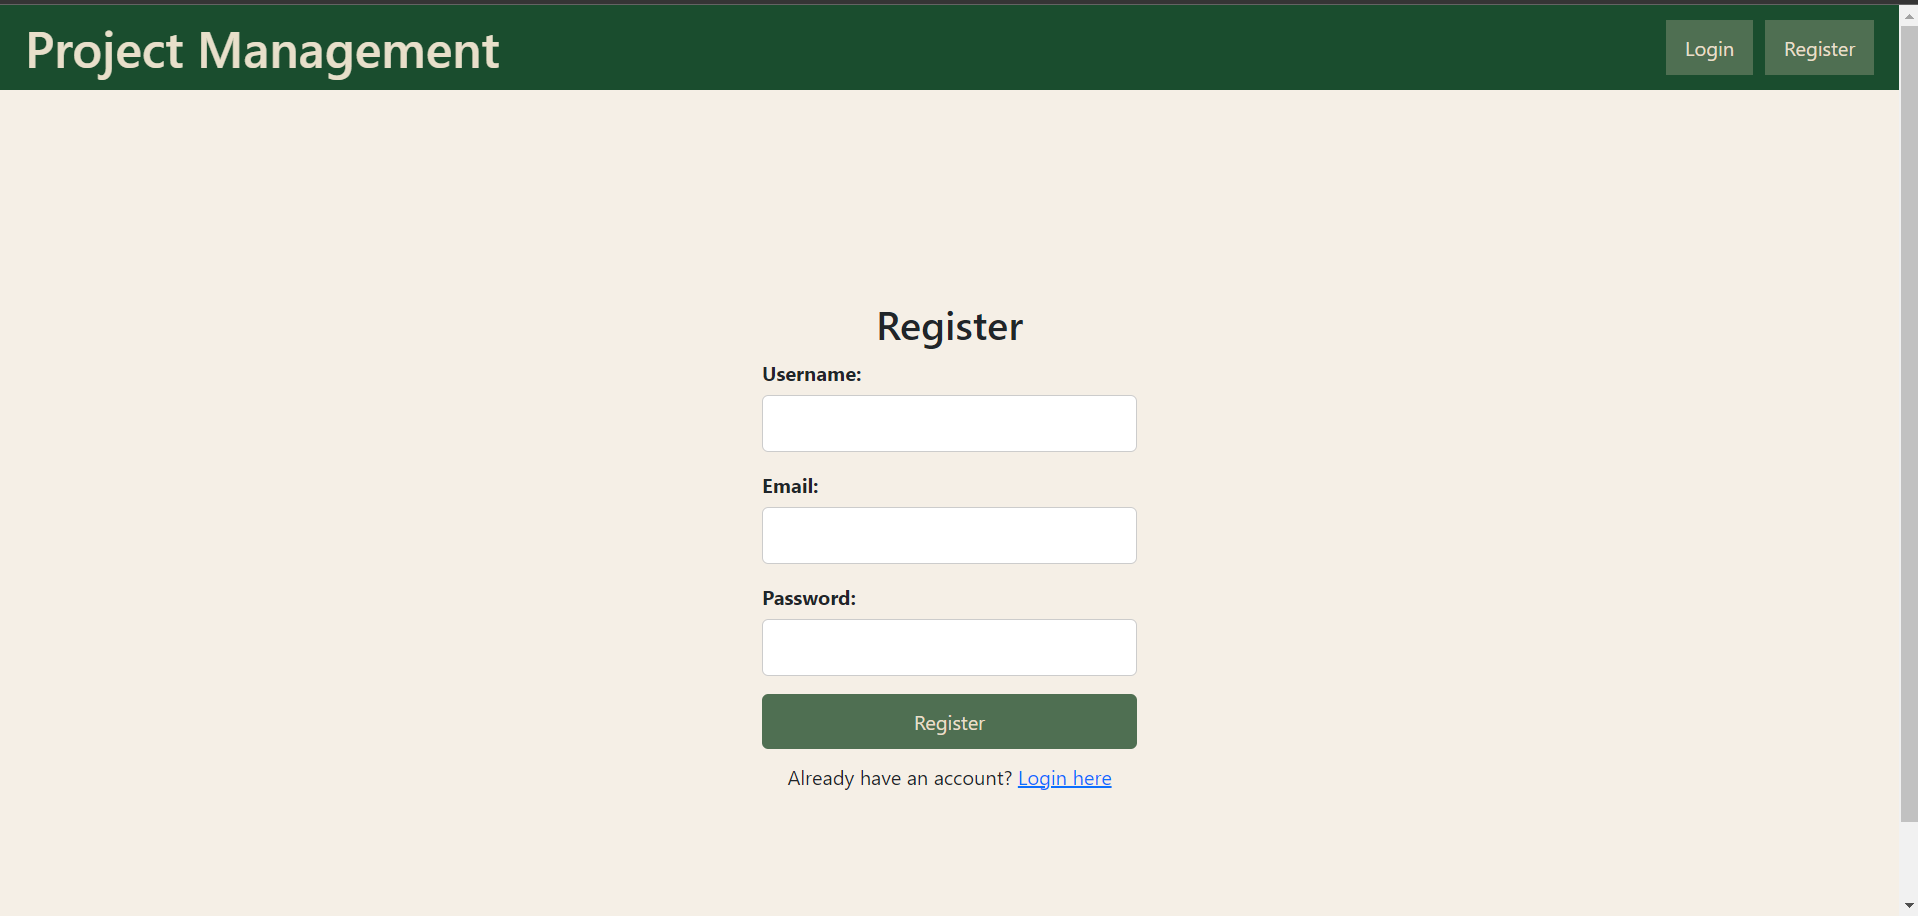 Project Management
Login
Register
Register
Username:
Email:
Password:
Register
Already have an account? Login here